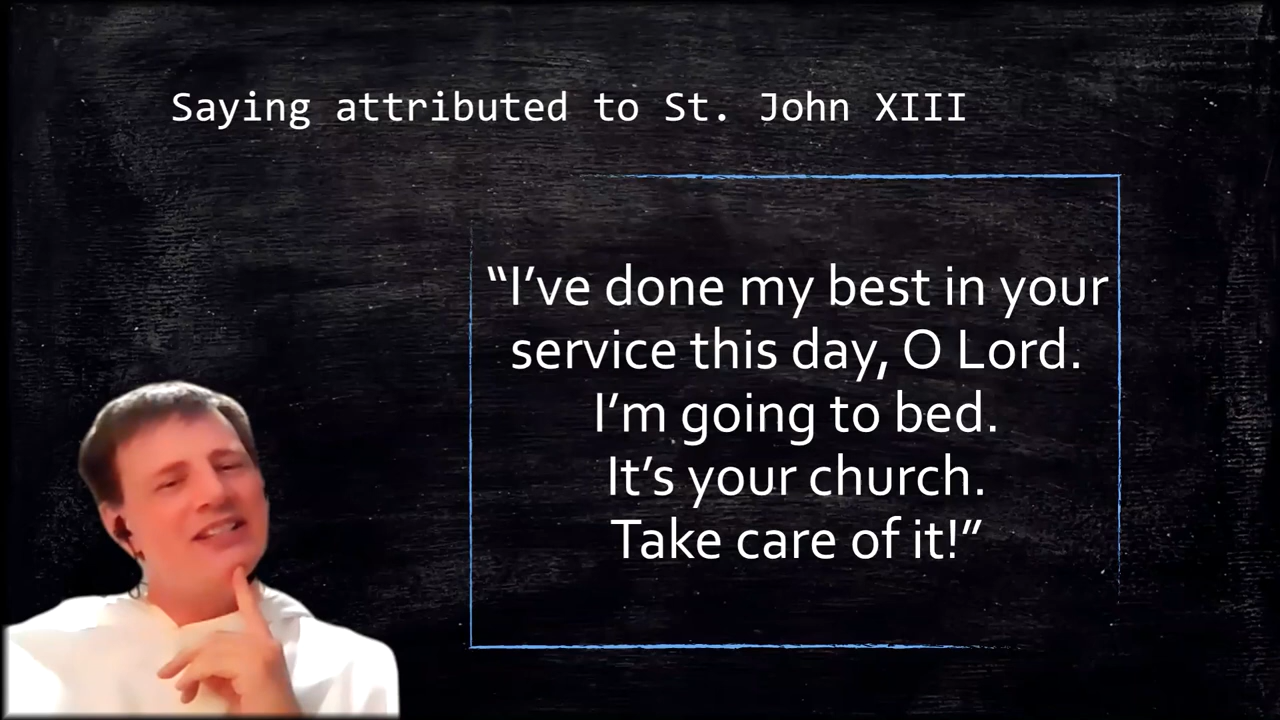 Saying attributed to St. John XIII
“I’ve done my best in your
service this day, O Lord.
I’m going to bed.
It’s your church.
Take care of it!”